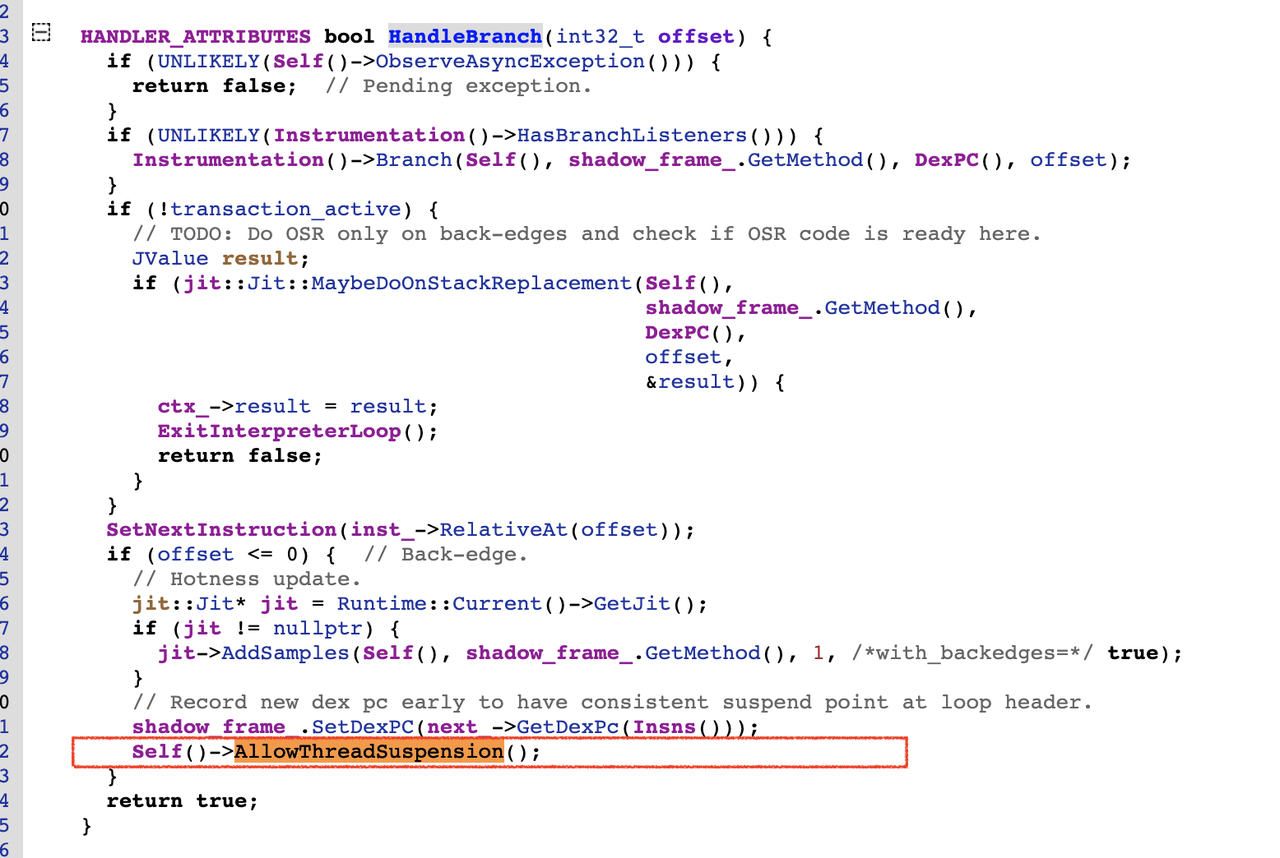 2
3 HANDLER_ATTRIBUTES bool HandleBranch(int32_t offset) {
4 if (UNLIKELY(Self()->ObserveAsyncException())) {
5 return false;  // Pending exception.
6 }
7 if (UNLIKELY(Instrumentation()->HasBranchListeners())) {
8 Instrumentation()->Branch(Self(), shadow_frame_.GetMethod(), DexPC(), offset);
9 }
0 if (!transaction_active) {
1 // TODO: Do OSR only on back-edges and check if OSR code is ready here.
2 JValue result;
3 if (jit::Jit::MaybeDoOnStackReplacement(Self(),
4 shadow_frame_.GetMethod(),
5 DexPC(),
6 offset,
7 &result)) {
8 ctx_->result = result;
9 ExitInterpreterLoop();
0 return false;
1 }
2 }
3 SetNextInstruction(inst_->RelativeAt(offset));
4 if (offset <= 0) {  // Back-edge.
5 // Hotness update.
6 jit::Jit* jit = Runtime::Current()->GetJit();
7 if (jit != nullptr) {
8 jit->AddSamples(Self(), shadow_frame_.GetMethod(), 1, /*with_backedges=*/ true);
9 }
0 // Record new dex pc early to have consistent suspend point at loop header.
1 shadow_frame_.SetDexPC(next_->GetDexPc(Insns()));
2 Self()->AllowThreadSuspension();
3 }
4 return true;
5 }
6